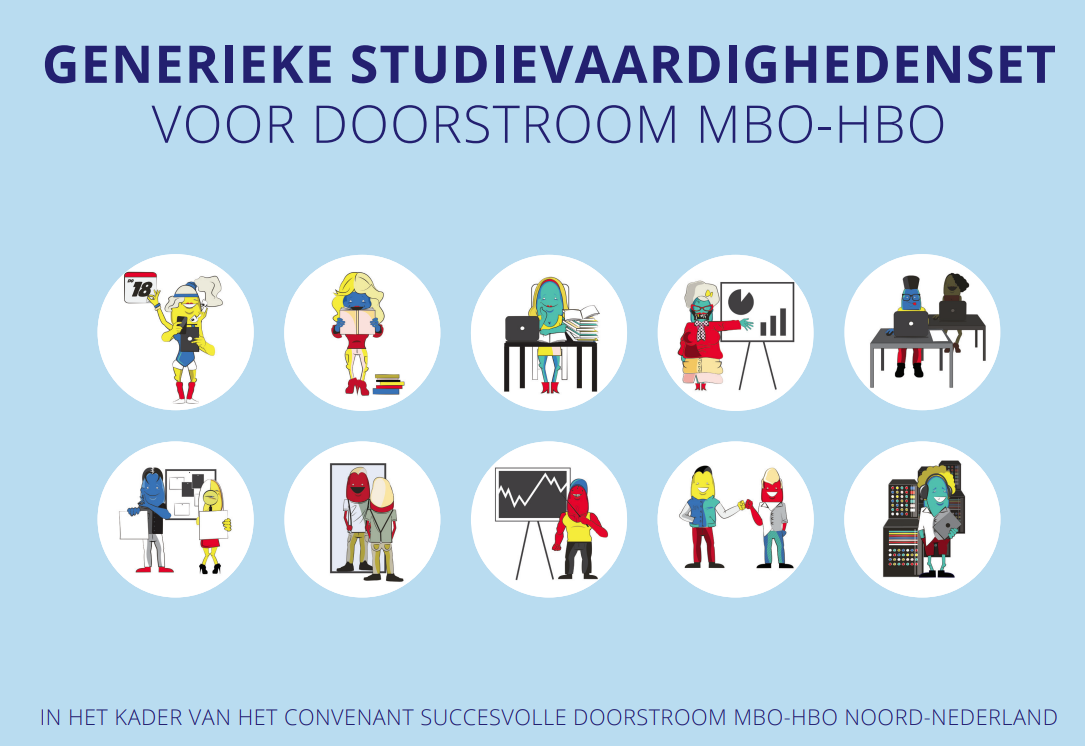 GENERIEKE STUDIEVAARDIGHEDENSET
VOOR DOORSTROOM MBO-HBO
18
IN HET KADER VAN HET CONVENANT SUCCESVOLLE DOORSTROOM MBO-HBO NOORD-NEDERLAND